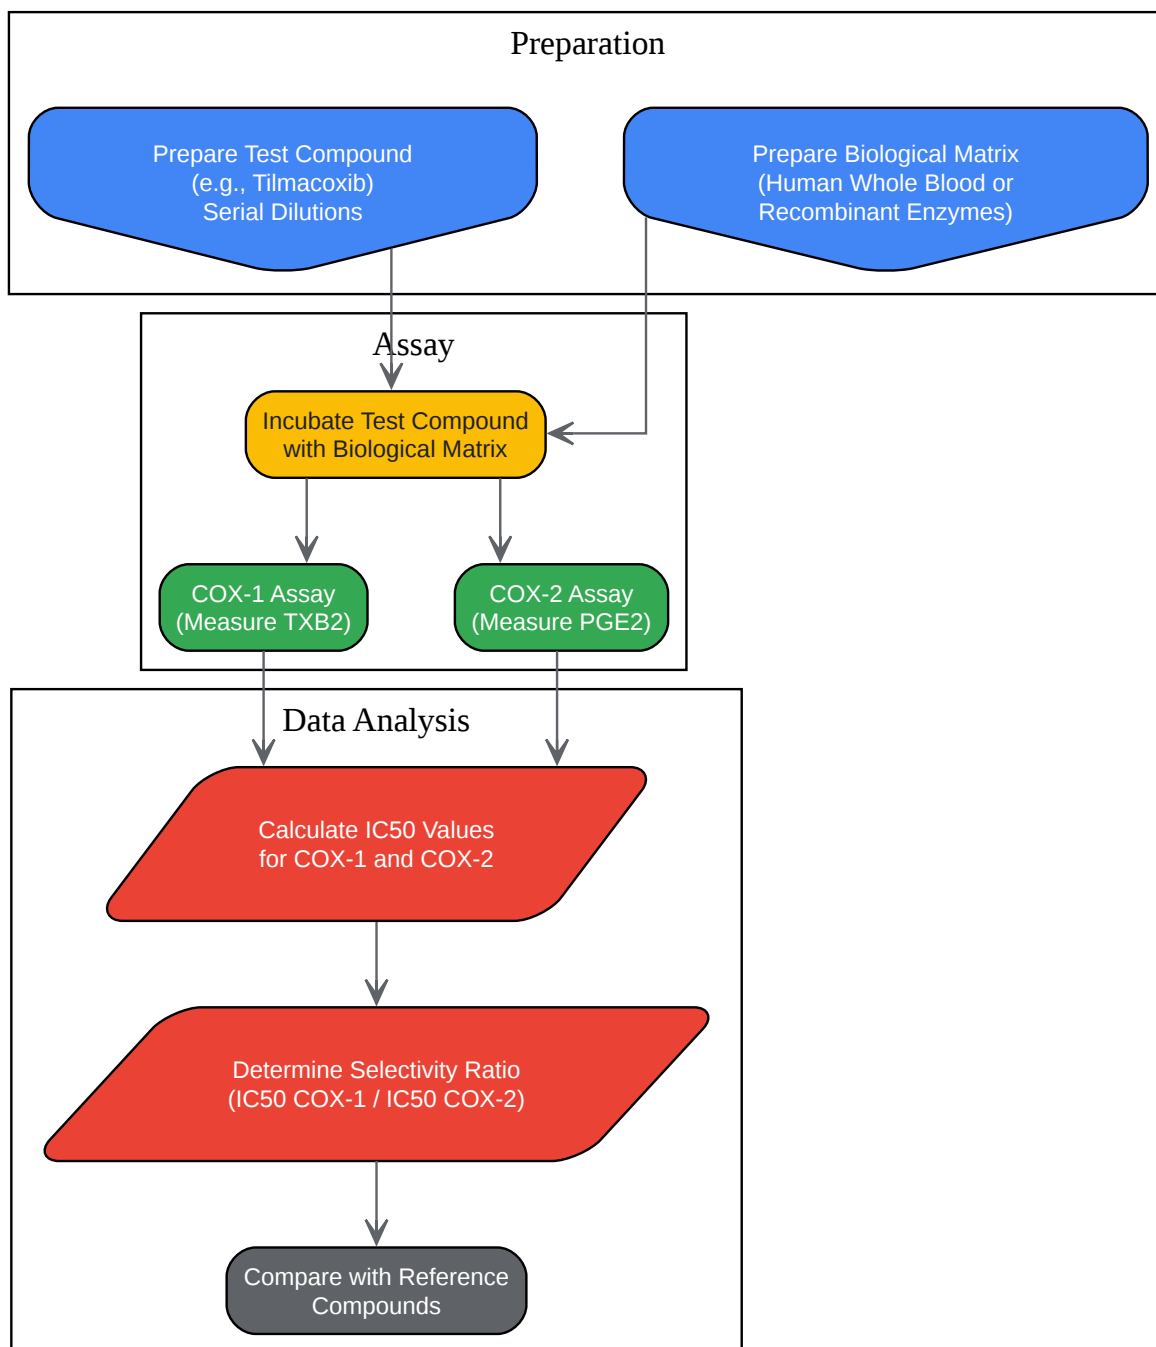 Preparation
Prepare Test Compound
(e.g., Tilmacoxib)
Serial Dilutions
Prepare Biological Matrix
(Human Whole Blood or
Recombinant Enzymes)
Assay
Incubate Test Compound
with Biological Matrix
COX-1 Assay
(Measure TXB2)
COX-2 Assay
(Measure PGE2)
Data Analysis
Calculate IC50 Values
for COX-1 and COX-2
Determine Selectivity Ratio
(IC50 COX-1 / IC50 COX-2)
Compare with Reference
Compounds